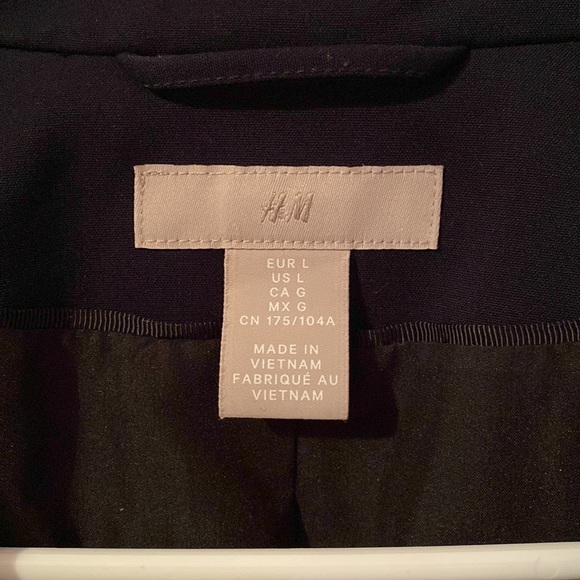 H&M
EUR L
US L
CA G
MX G
CN 175/104A
MADE IN
VIETNAM
FABRIQUÉ AU
VIETNAM